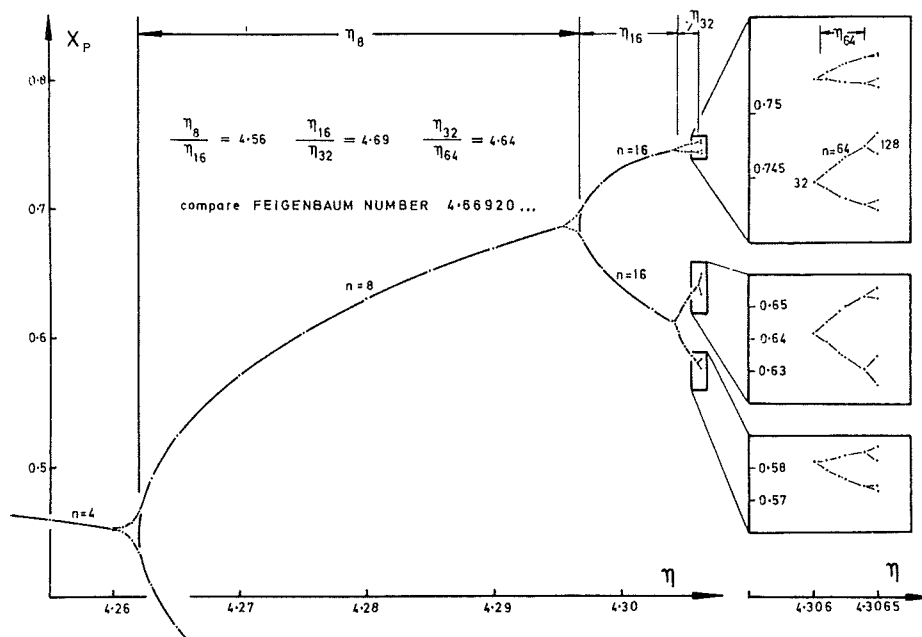 X_P
η_8
η_16
η_32
η_64
0·8
0·75
η_8/η_16 = 4·56 η_16/η_32 = 4·69 η_32/η_64 = 4·64
n=16
n=64
128
32
0·745
compare FEIGENBAUM NUMBER 4·66920...
0·7
n=8
n=16
0·65
0·64
0·63
0·6
0·58
0·57
0·5
n=4
η
η
4·26
4·27
4·28
4·29
4·30
4·306
4·3065